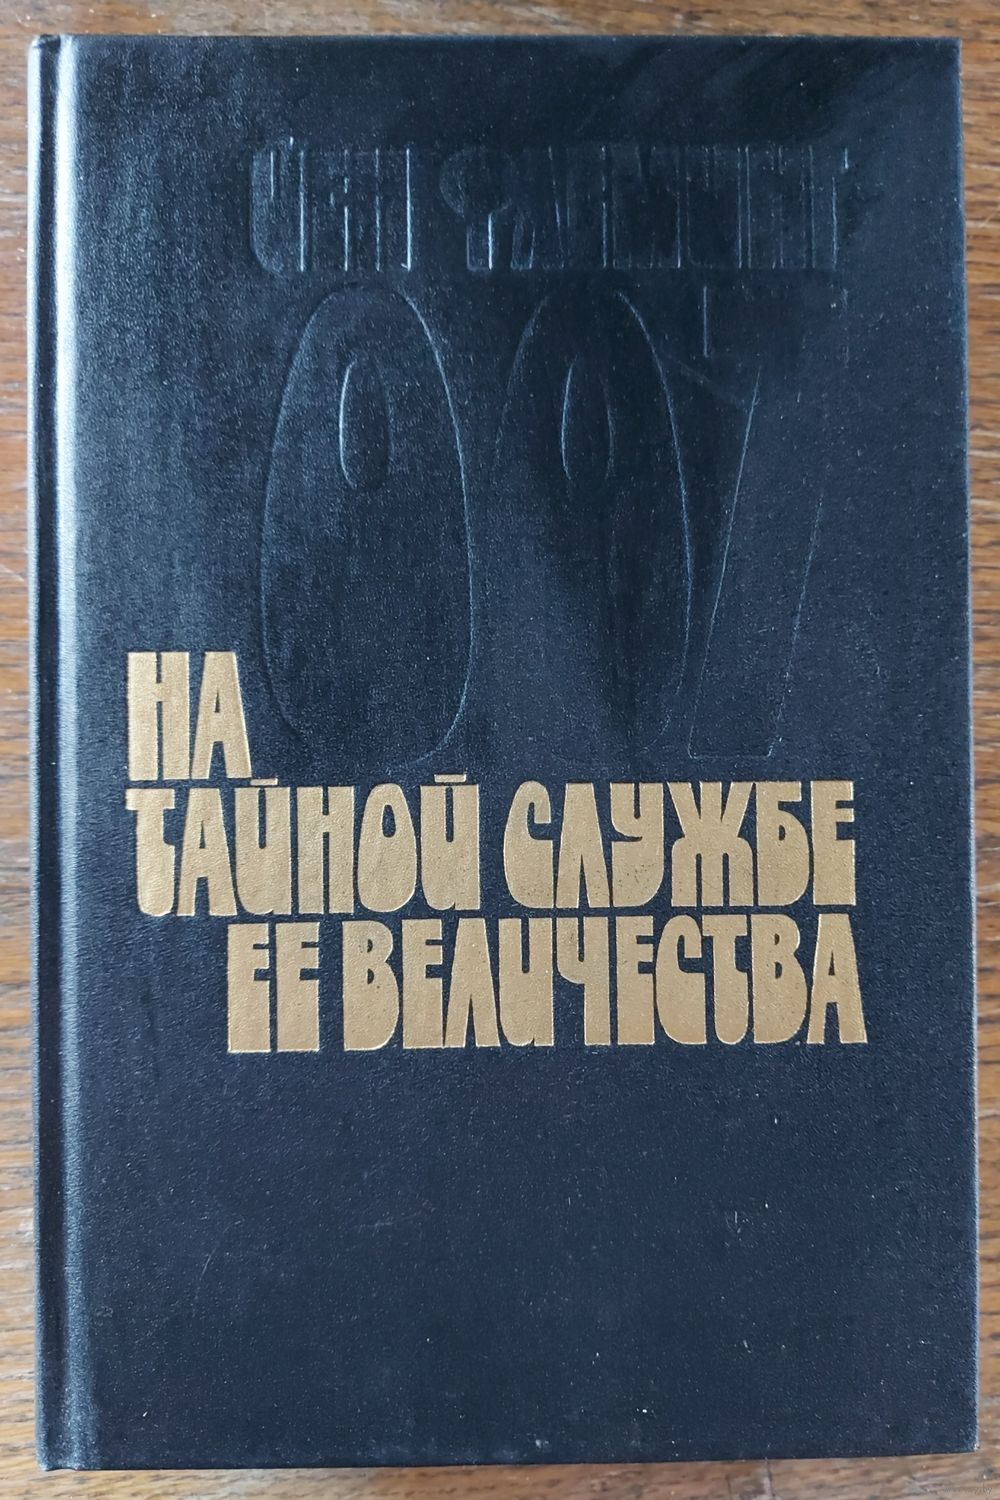 ЯН ФЛЕМИНГ
007
НА
ТАЙНОЙ СЛУЖБЕ
ЕЕ ВЕЛИЧЕСТВА